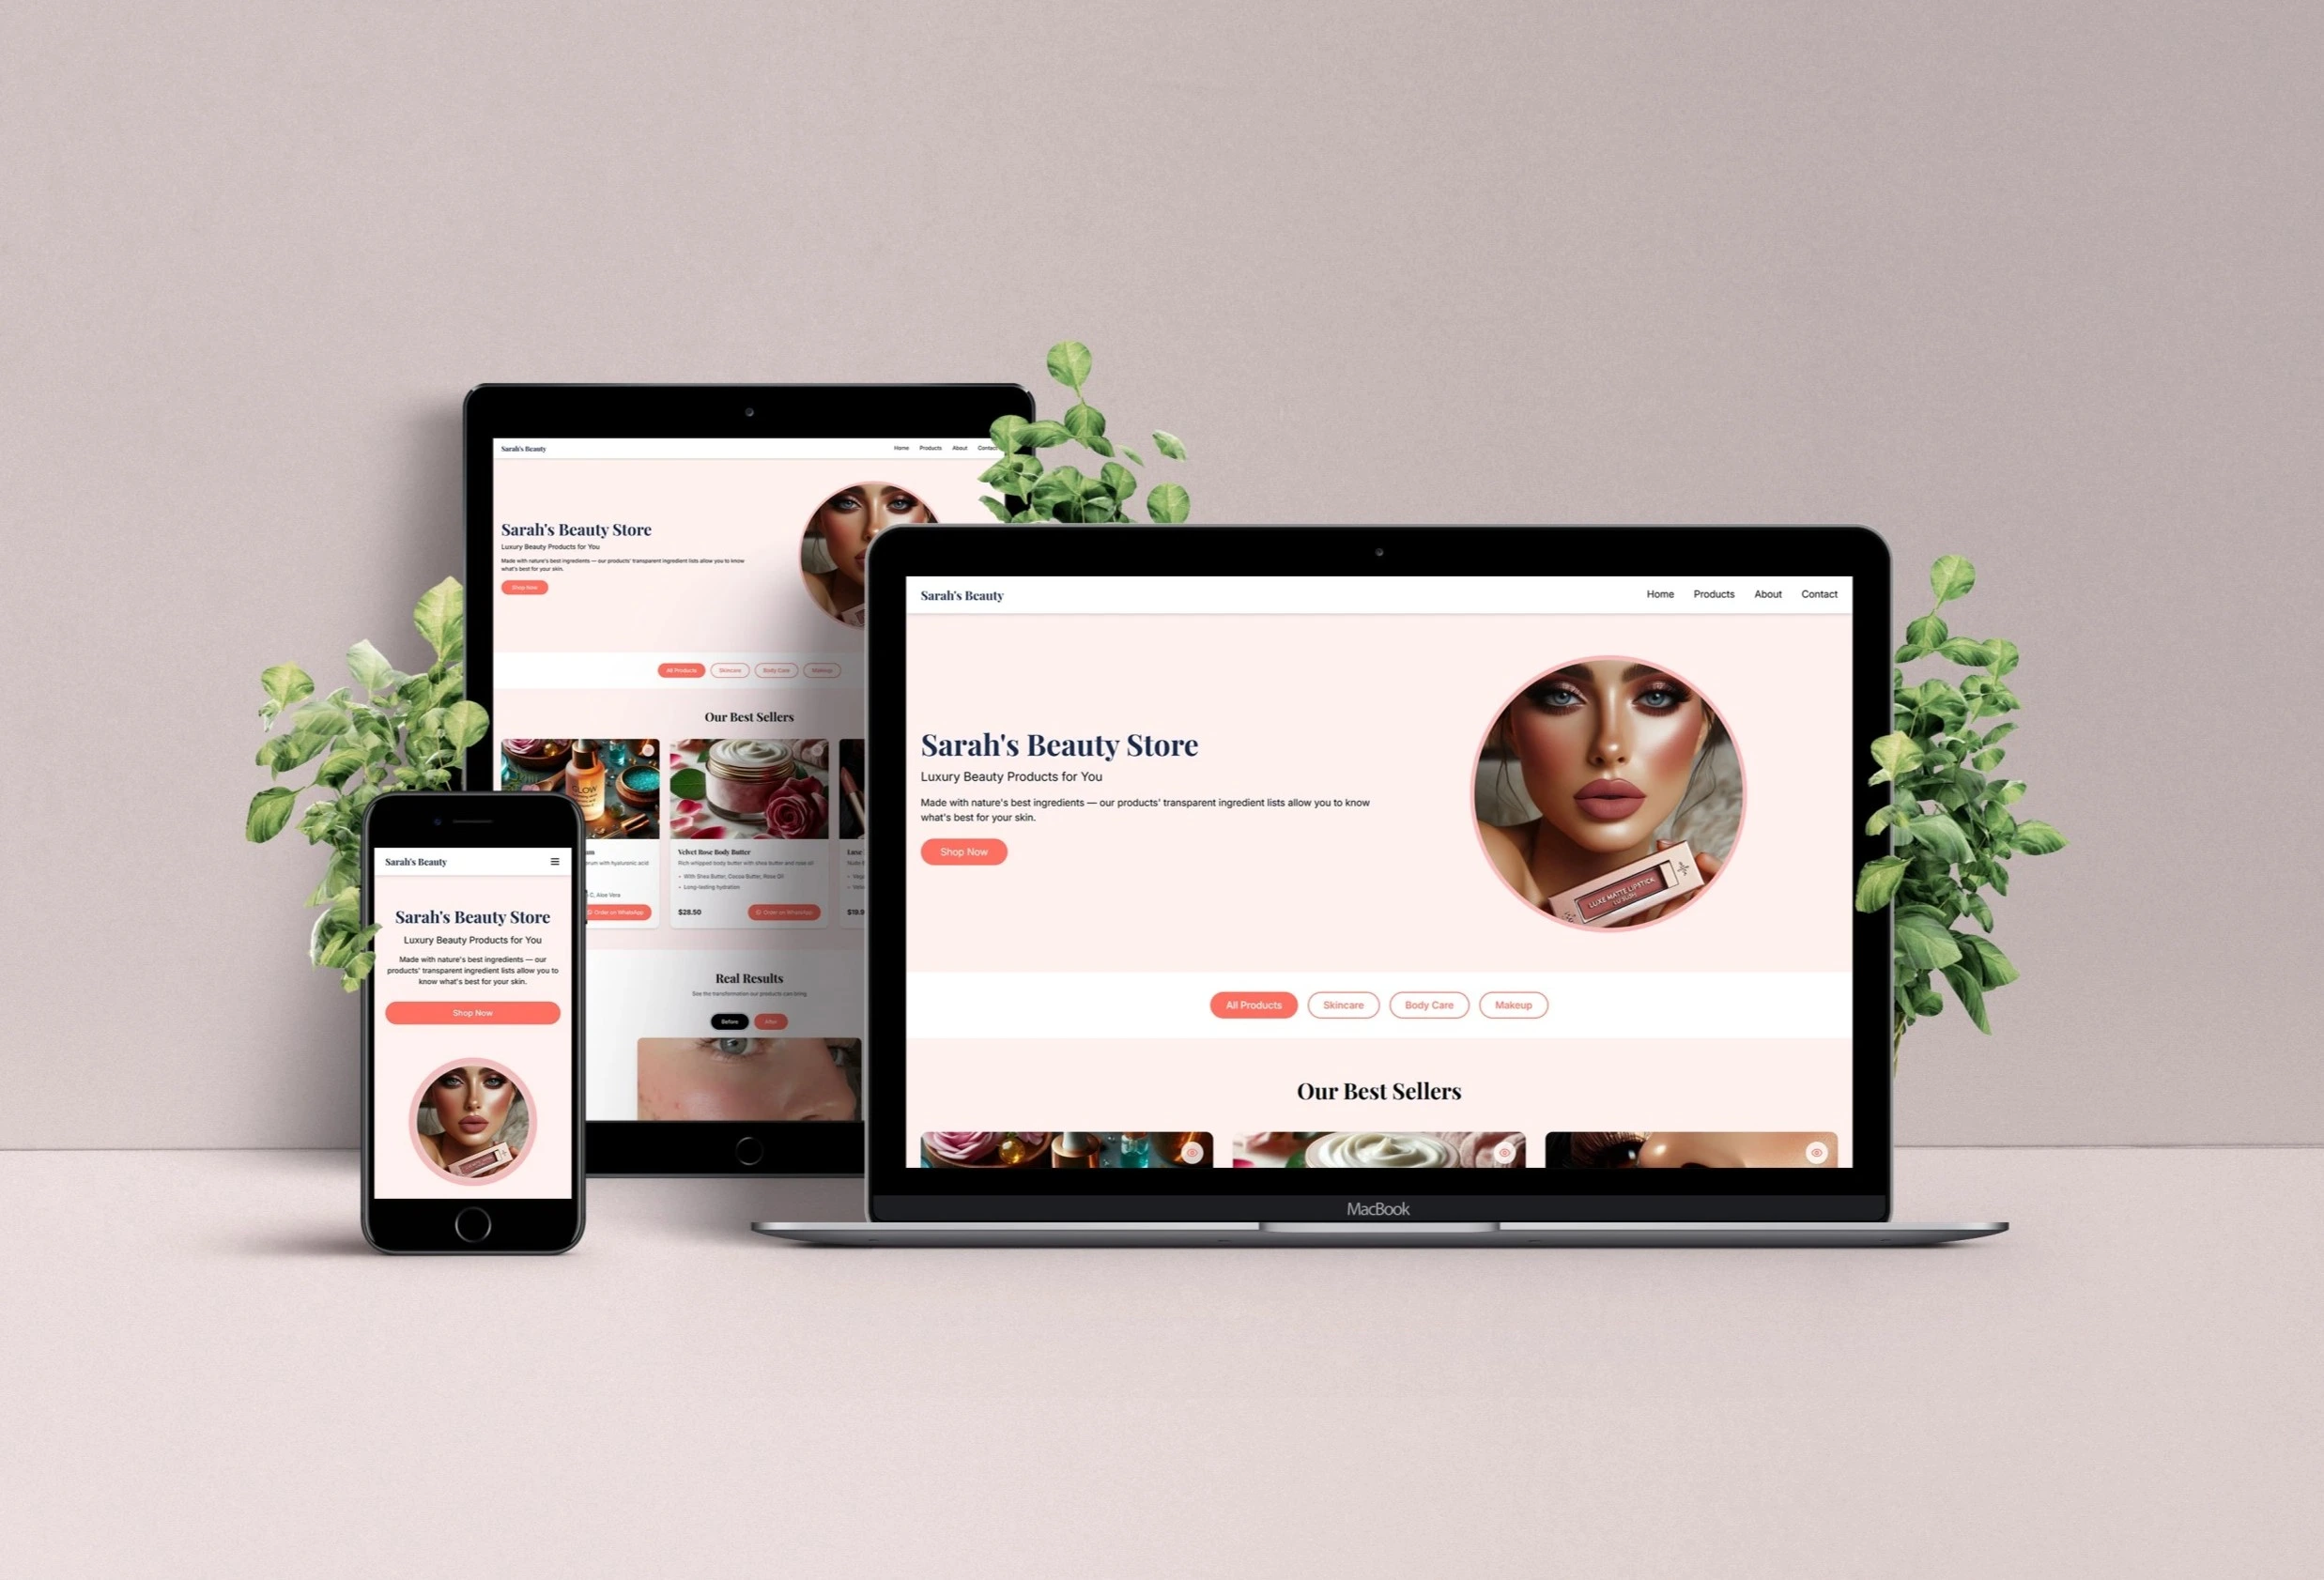 Sarah's Beauty
Home Products About Contact
Sarah's Beauty Store
Luxury Beauty Products for You
Made with nature's best ingredients — our products' transparent ingredient lists allow you to know
what's best for your skin.
Shop Now
All Products Skincare Body Care Makeup
Our Best Sellers
GLOW
Velvet Rose Body Butter
Rich whipped body butter with shea butter and rose oil
• With Shea Butter, Cocoa Butter, Rose Oil
• Long-lasting hydration
$28.50 Order on WhatsApp
serum with hyaluronic acid
C, Aloe Vera
Order on WhatsApp
Luxe
$19.9
Real Results
See the transformation our products can bring
Before After
Sarah's Beauty
Sarah's Beauty Store
Luxury Beauty Products for You
Made with nature's best ingredients — our
products' transparent ingredient lists allow you to
know what's best for your skin.
Shop Now
Sarah's Beauty
Home Products About Contact
Sarah's Beauty Store
Luxury Beauty Products for You
Made with nature's best ingredients — our products' transparent ingredient lists allow you to know
what's best for your skin.
Shop Now
LUXE MATTE LIPSTICK
All Products Skincare Body Care Makeup
Our Best Sellers
MacBook